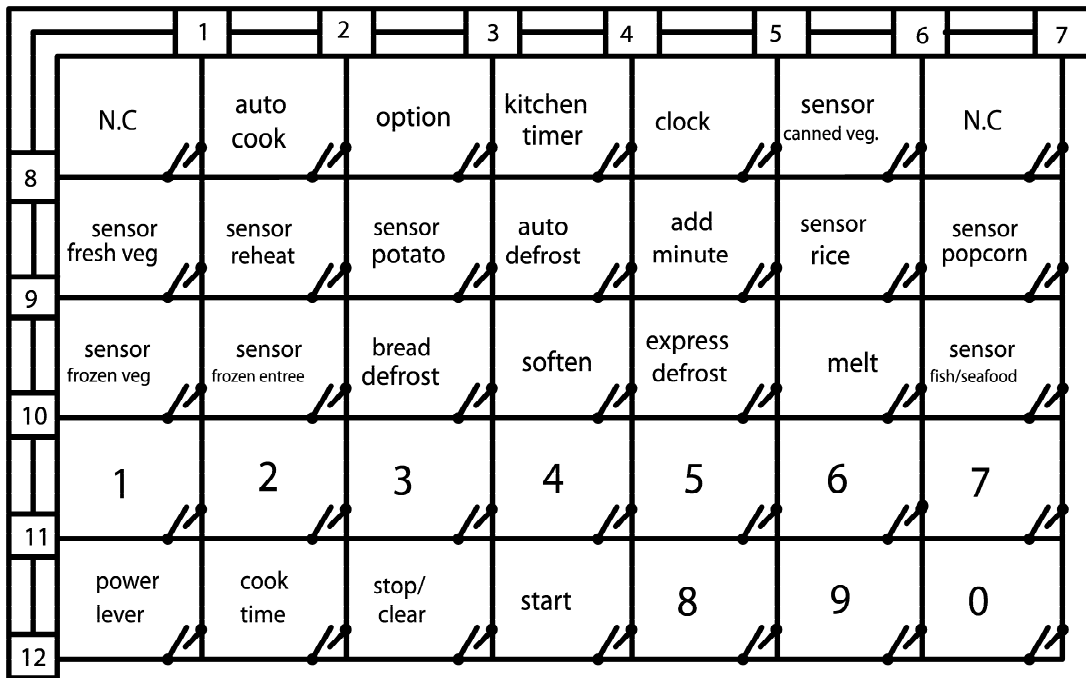 1 2 3 4 5 6 7
N.C
auto
cook
option
kitchen
timer
clock
sensor
canned veg.
N.C
8
sensor
fresh veg
sensor
reheat
sensor
potato
auto
defrost
add
minute
sensor
rice
sensor
popcorn
9
sensor
frozen veg
sensor
frozen entree
bread
defrost
soften
express
defrost
melt
sensor
fish/seafood
10
1 2 3 4 5 6 7
11
power
lever
cook
time
stop/
clear
start
8
9
0
12